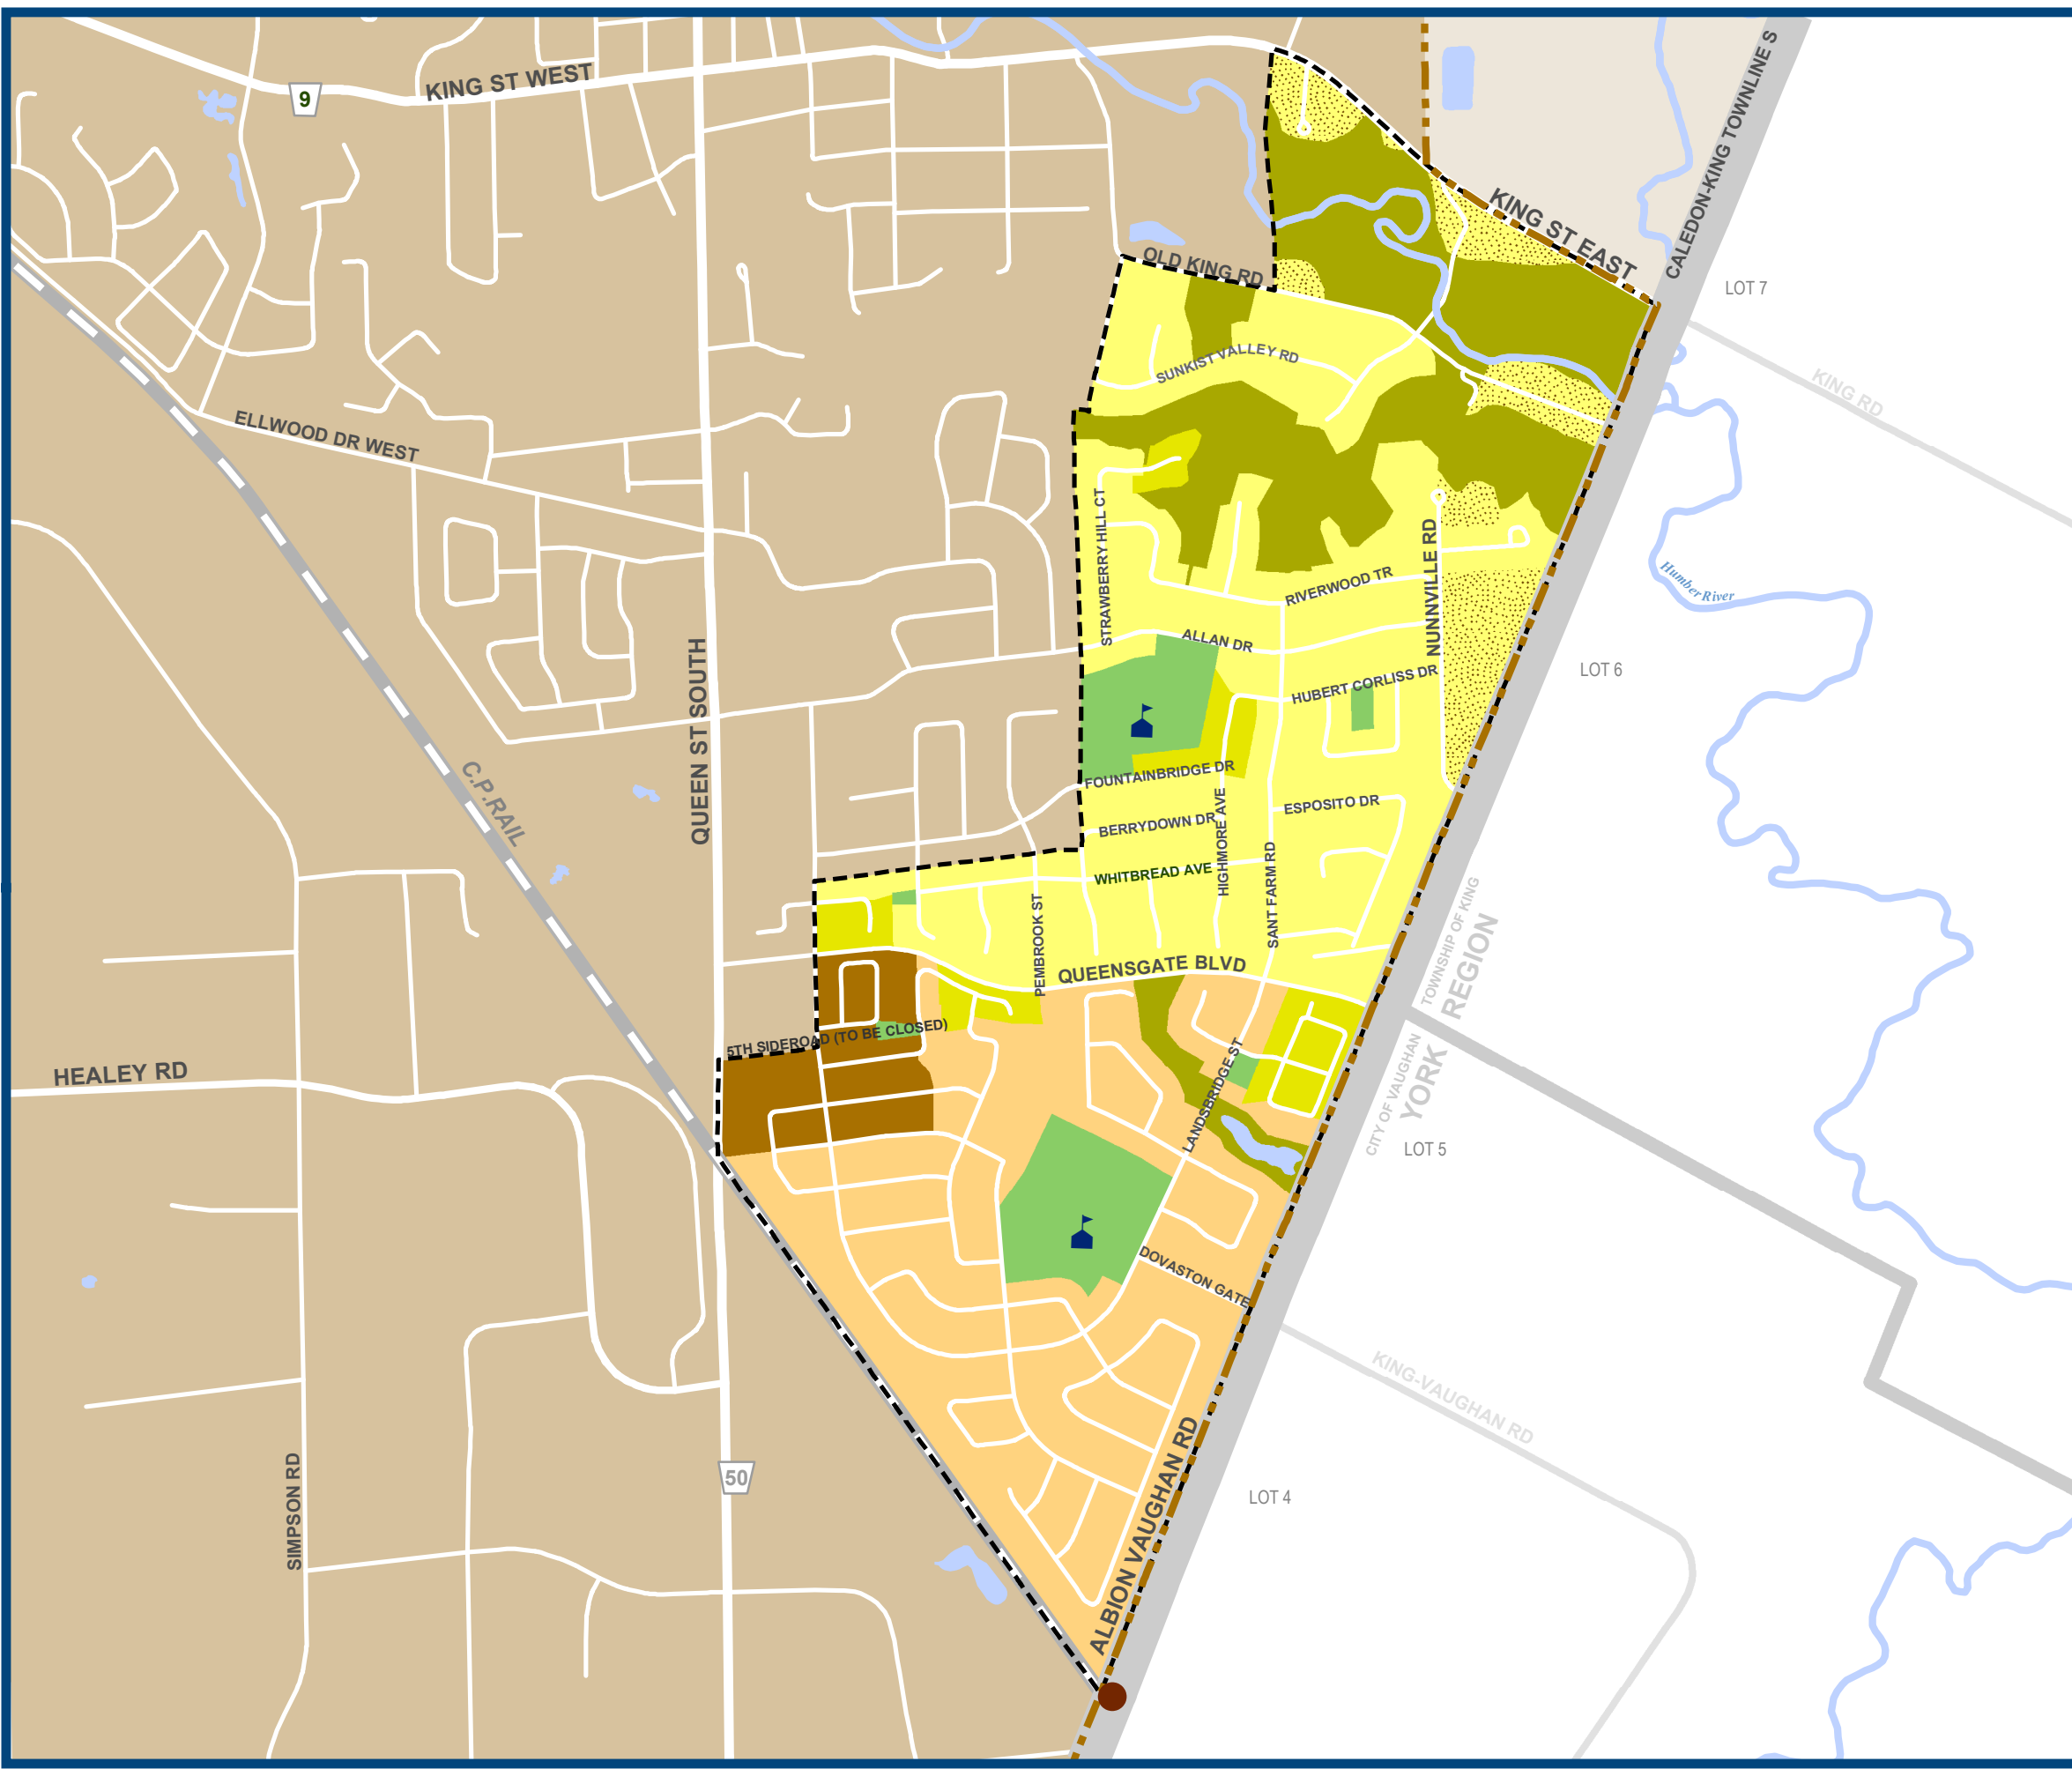 CALEDON-KING TOWNLINE S
KING ST WEST
9
KING ST EAST
OLD KING RD
LOT 7
SUNKIST VALLEY RD
KING RD
ELLWOOD DR WEST
STRAWBERRY HILL CT
NUNNVILLE RD
RIVERWOOD TR
Humber River
ALLAN DR
LOT 6
HUBERT CORLISS DR
QUEEN ST SOUTH
C.P.RAIL
FOUNTAINBRIDGE DR
ESPOSITO DR
BERRYDOWN DR
HIGHMORE AVE
SANT FARM RD
WHITBREAD AVE
PEMBROOK ST
TOWNSHIP OF KING
REGION
QUEENSGATE BLVD
5TH SIDEROAD (TO BE CLOSED)
CITY OF VAUGHAN
YORK
HEALEY RD
LANDSBRIDGE ST
LOT 5
DOVASTON GATE
KING-VAUGHAN RD
SIMPSON RD
50
ALBION VAUGHAN RD
LOT 4